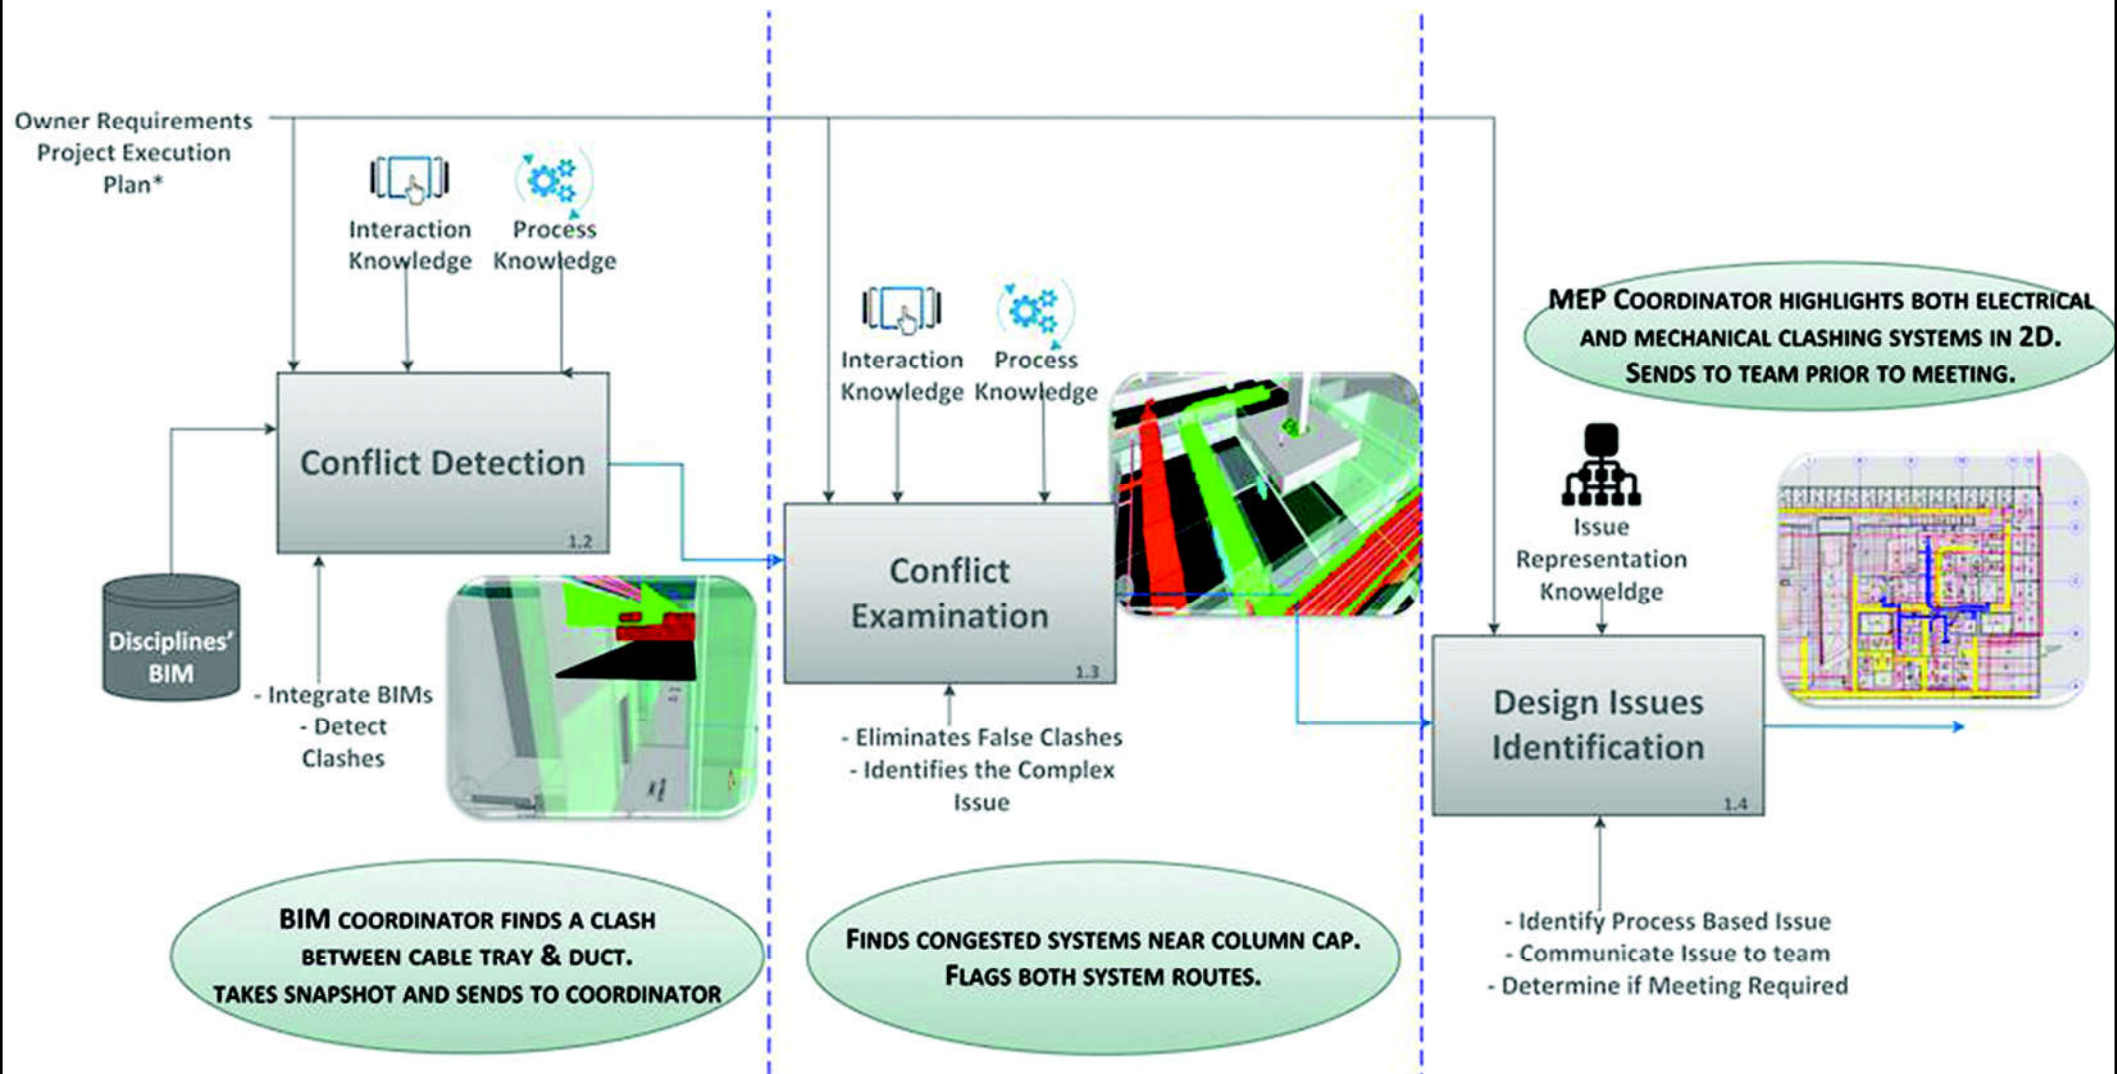 Owner Requirements
Project Execution
Plan*
Interaction
Knowledge
Process
Knowledge
Conflict Detection
1.2
Disciplines'
BIM
- Integrate BIMs
- Detect
Clashes
BIM COORDINATOR FINDS A CLASH
BETWEEN CABLE TRAY & DUCT.
TAKES SNAPSHOT AND SENDS TO COORDINATOR
Interaction
Knowledge
Process
Knowledge
Conflict
Examination
1.3
- Eliminates False Clashes
- Identifies the Complex
Issue
FINDS CONGESTED SYSTEMS NEAR COLUMN CAP.
FLAGS BOTH SYSTEM ROUTES.
MEP COORDINATOR HIGHLIGHTS BOTH ELECTRICAL
AND MECHANICAL CLASHING SYSTEMS IN 2D.
SENDS TO TEAM PRIOR TO MEETING.
Issue
Representation
Knoweldge
Design Issues
Identification
1.4
- Identify Process Based Issue
- Communicate Issue to team
- Determine if Meeting Required